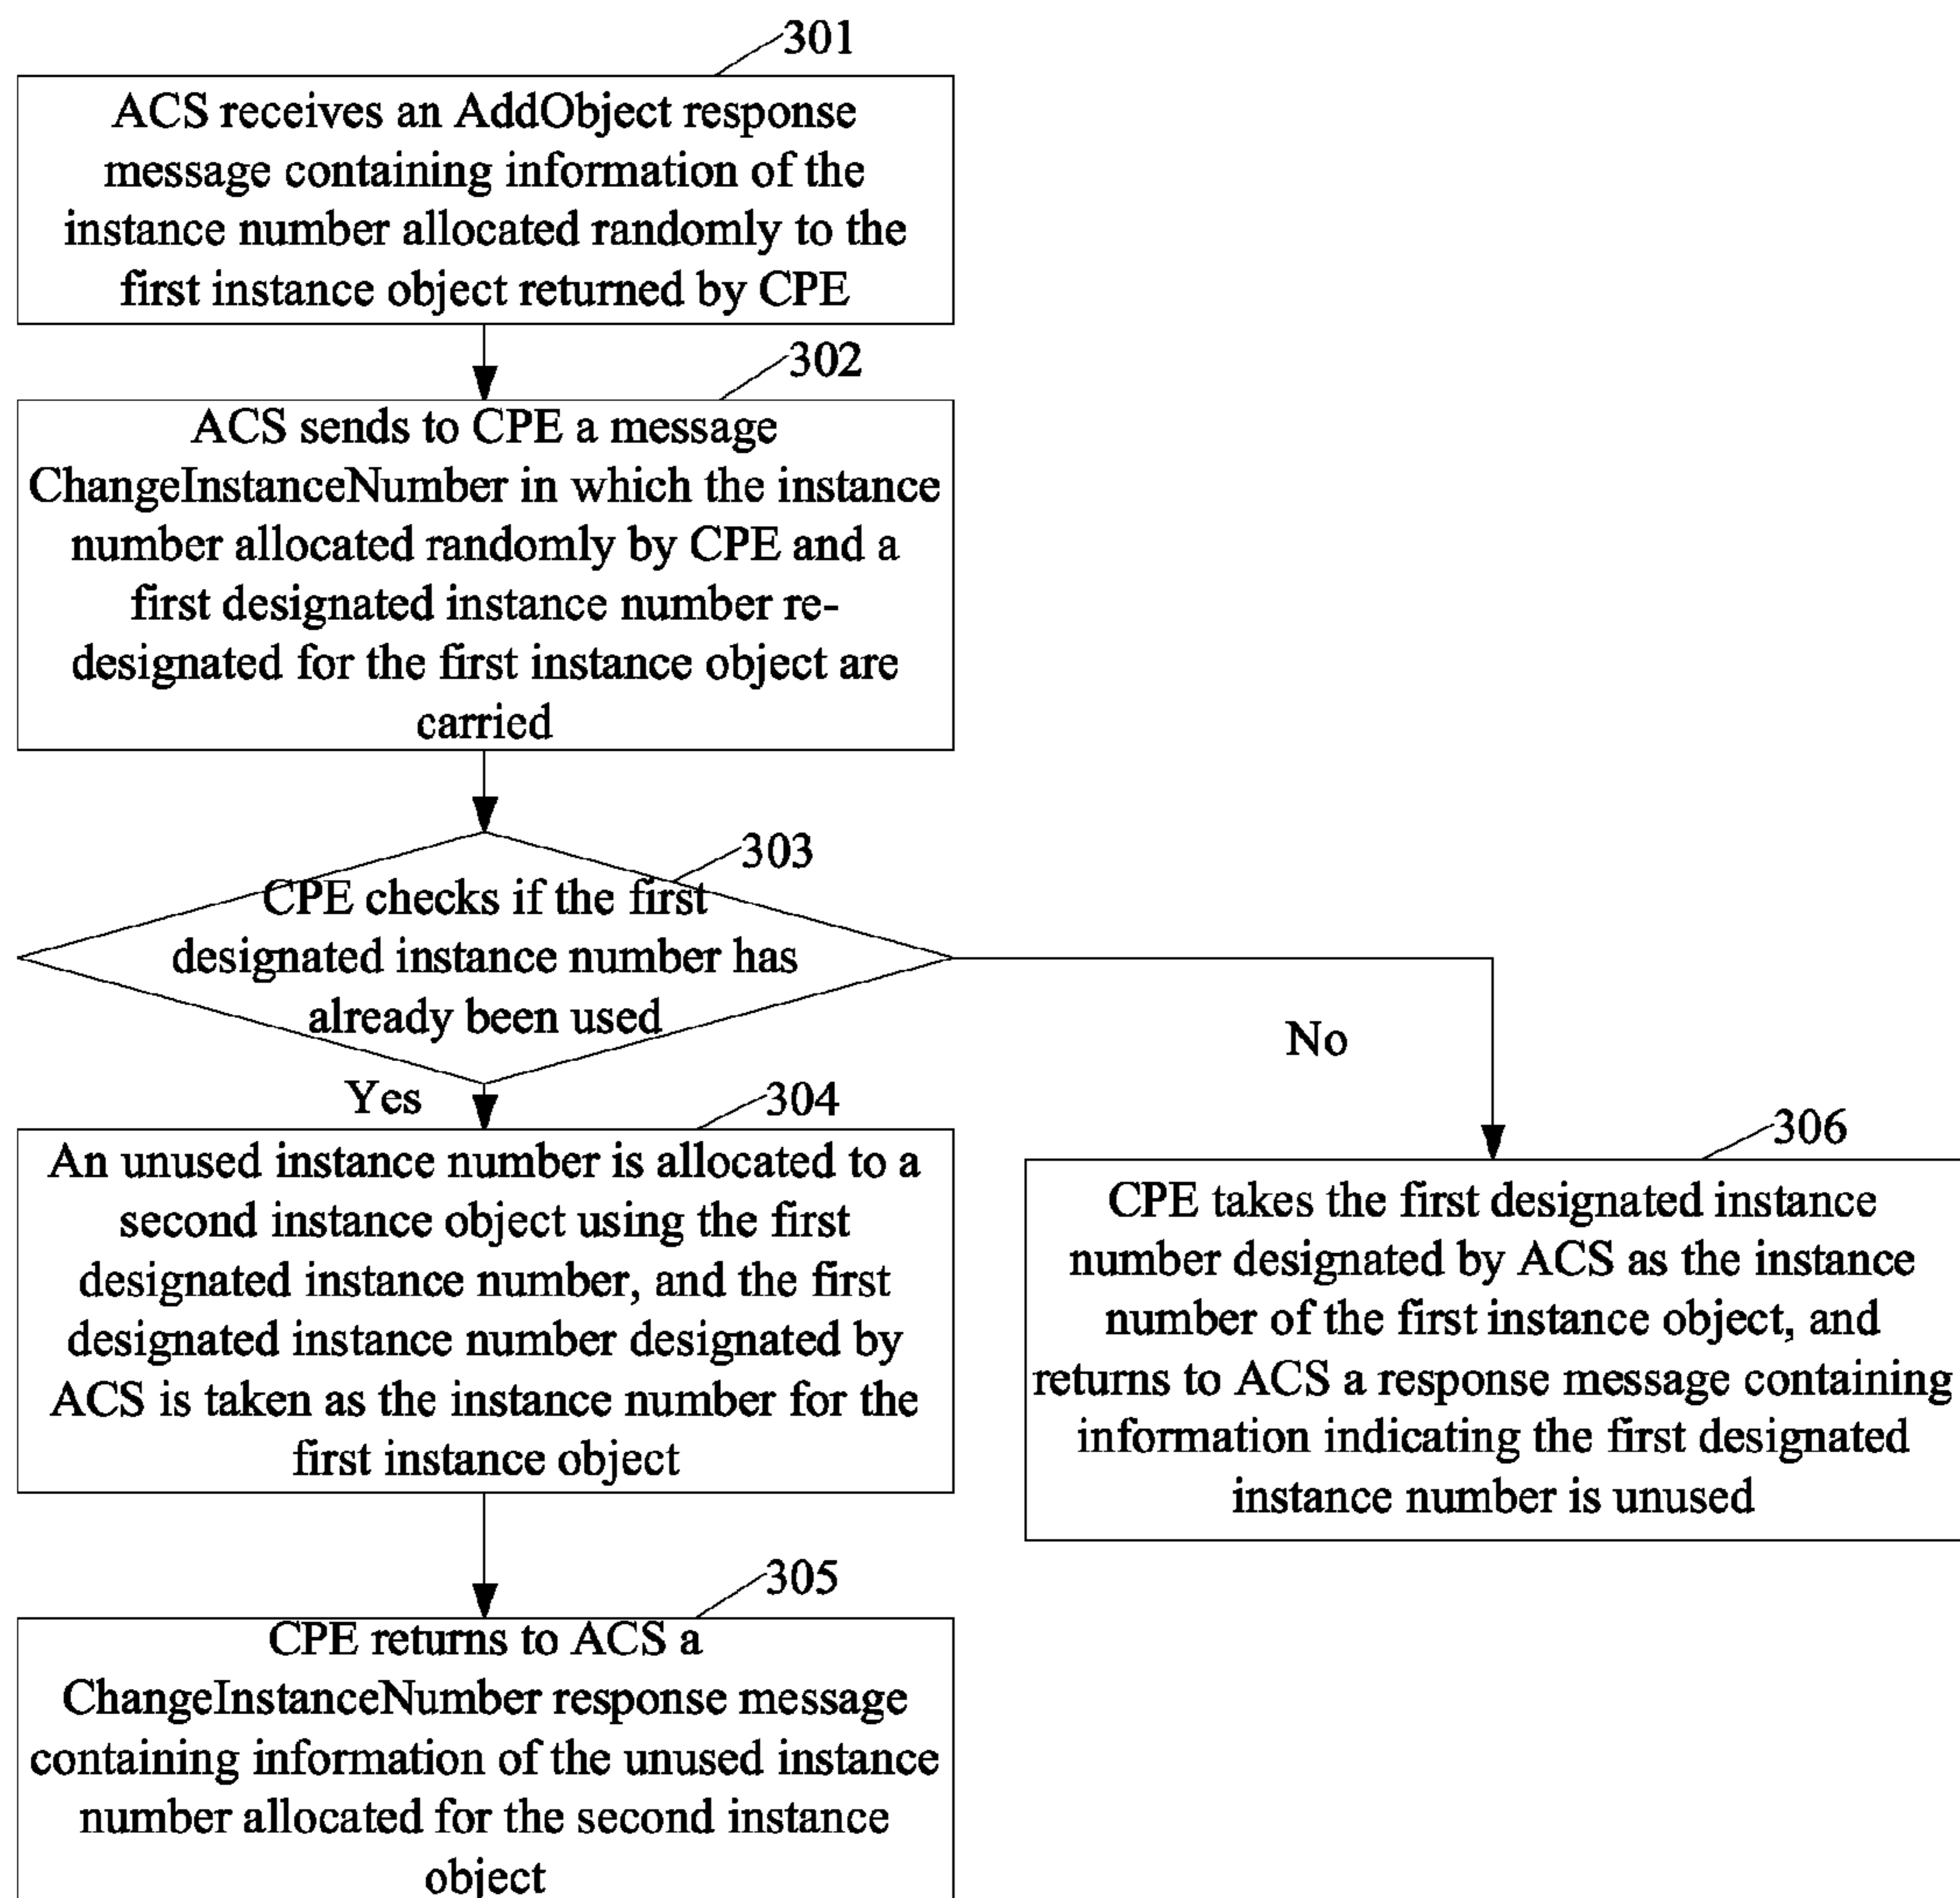 301
ACS receives an AddObject response
message containing information of the
instance number allocated randomly to the
first instance object returned by CPE
302
ACS sends to CPE a message
ChangeInstanceNumber in which the instance
number allocated randomly by CPE and a
first designated instance number re-
designated for the first instance object are
carried
303
CPE checks if the first
designated instance number has
already been used
No
Yes
304
An unused instance number is allocated to a
second instance object using the first
designated instance number, and the first
designated instance number designated by
ACS is taken as the instance number for the
first instance object
306
CPE takes the first designated instance
number designated by ACS as the instance
number of the first instance object, and
returns to ACS a response message containing
information indicating the first designated
instance number is unused
305
CPE returns to ACS a
ChangeInstanceNumber response message
containing information of the unused instance
number allocated for the second instance
object